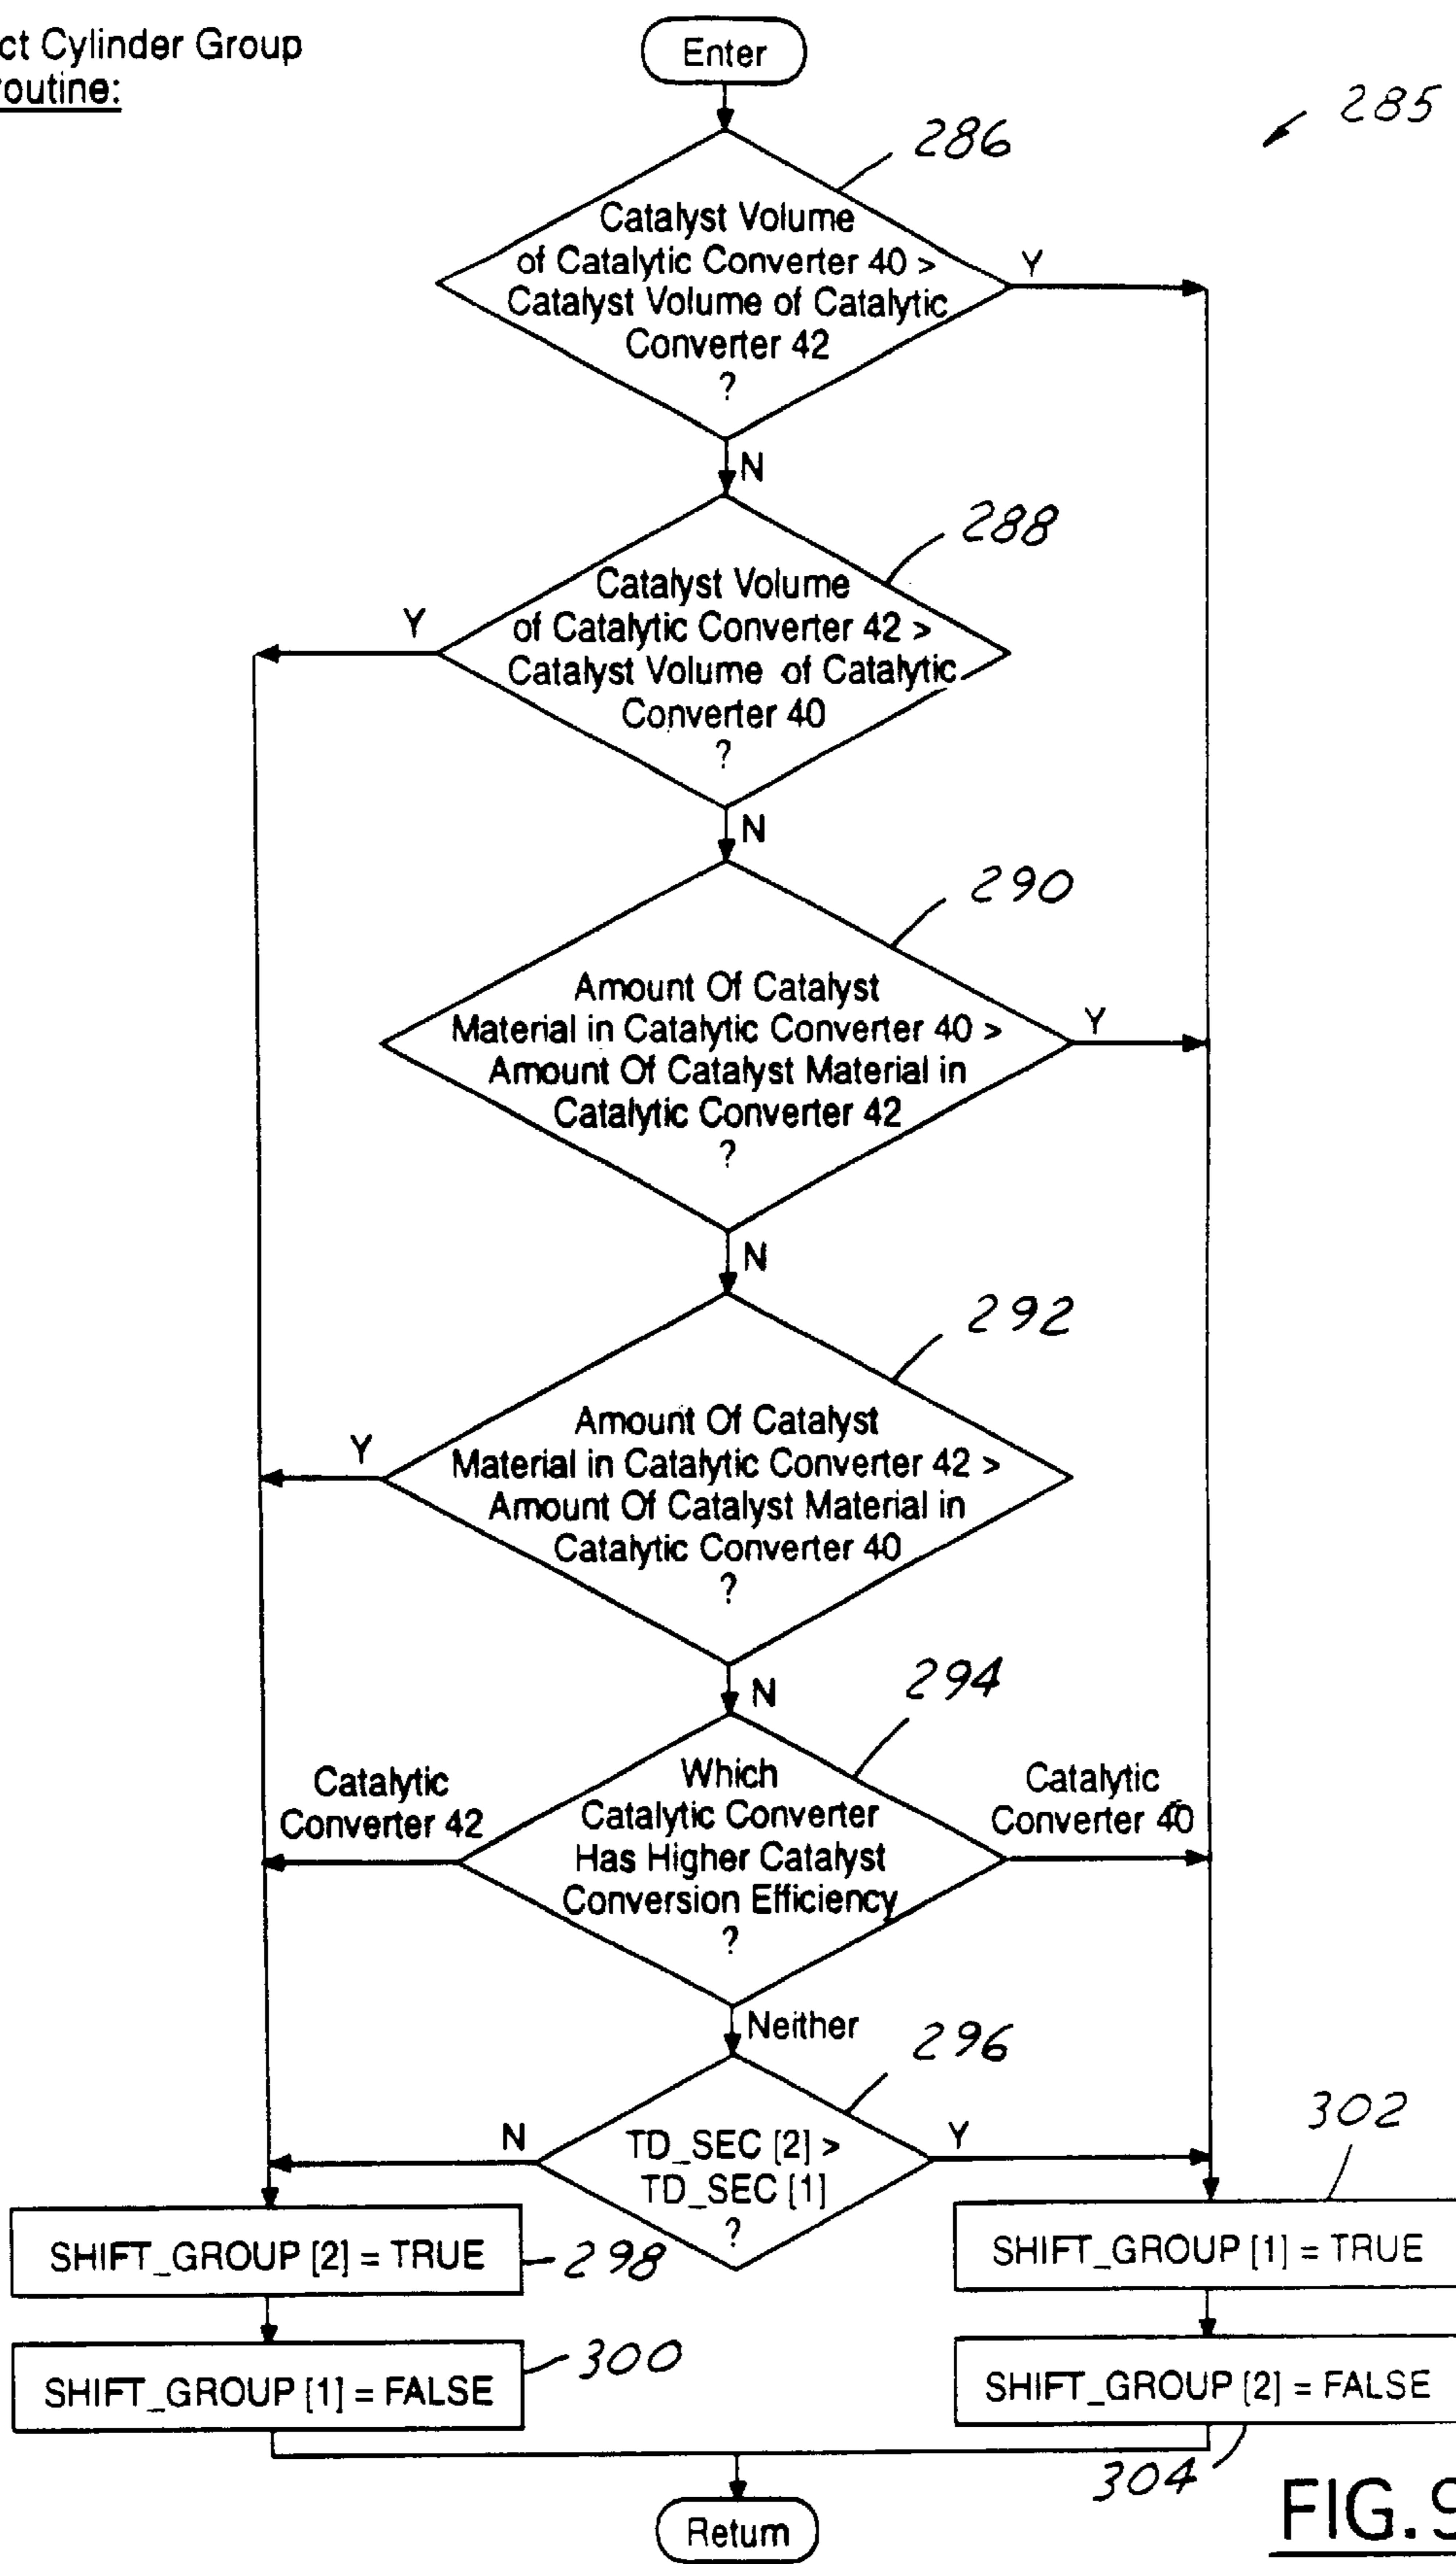 ct Cylinder Group
routine:
Enter
285
286
Catalyst Volume
of Catalytic Converter 40 >
Catalyst Volume of Catalytic
Converter 42
?
Y
N
288
Catalyst Volume
of Catalytic Converter 42 >
Catalyst Volume of Catalytic
Converter 40
?
Y
N
290
Amount Of Catalyst
Material in Catalytic Converter 40 >
Amount Of Catalyst Material in
Catalytic Converter 42
?
Y
N
292
Amount Of Catalyst
Material in Catalytic Converter 42 >
Amount Of Catalyst Material in
Catalytic Converter 40
?
Y
N
294
Which
Catalytic Converter
Has Higher Catalyst
Conversion Efficiency
?
Catalytic
Converter 42
Catalytic
Converter 40
Neither
296
TD_SEC [2] >
TD_SEC [1]
?
N
Y
302
SHIFT_GROUP [2] = TRUE
298
SHIFT_GROUP [1] = TRUE
SHIFT_GROUP [1] = FALSE
300
SHIFT_GROUP [2] = FALSE
304
Return
FIG. 9